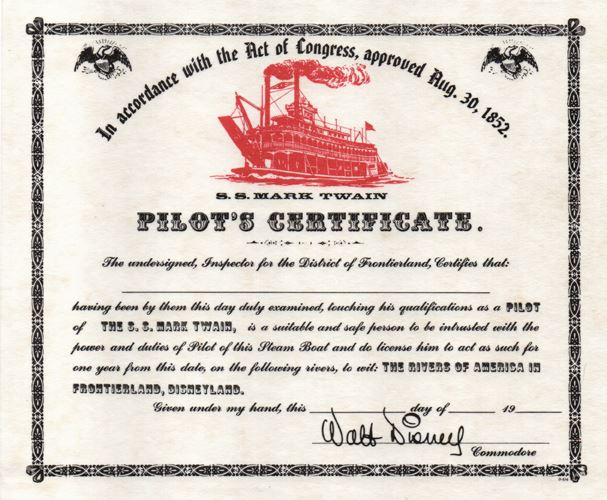 In accordance with the Act of Congress, approved Aug. 30, 1852.
S. S. MARK TWAIN
PILOT'S CERTIFICATE.
The undersigned, Inspector for the District of Frontierland, Certifies that:
having been by them this day duly examined, touching his qualifications as a PILOT
of THE S. S. MARK TWAIN, is a suitable and safe person to be intrusted with the
power and duties of Pilot of this Steam Boat and do license him to act as such for
one year from this date, on the following rivers, to wit: THE RIVERS OF AMERICA IN
FRONTIERLAND, DISNEYLAND.
Given under my hand, this day of 19
Walt Disney
Commodore